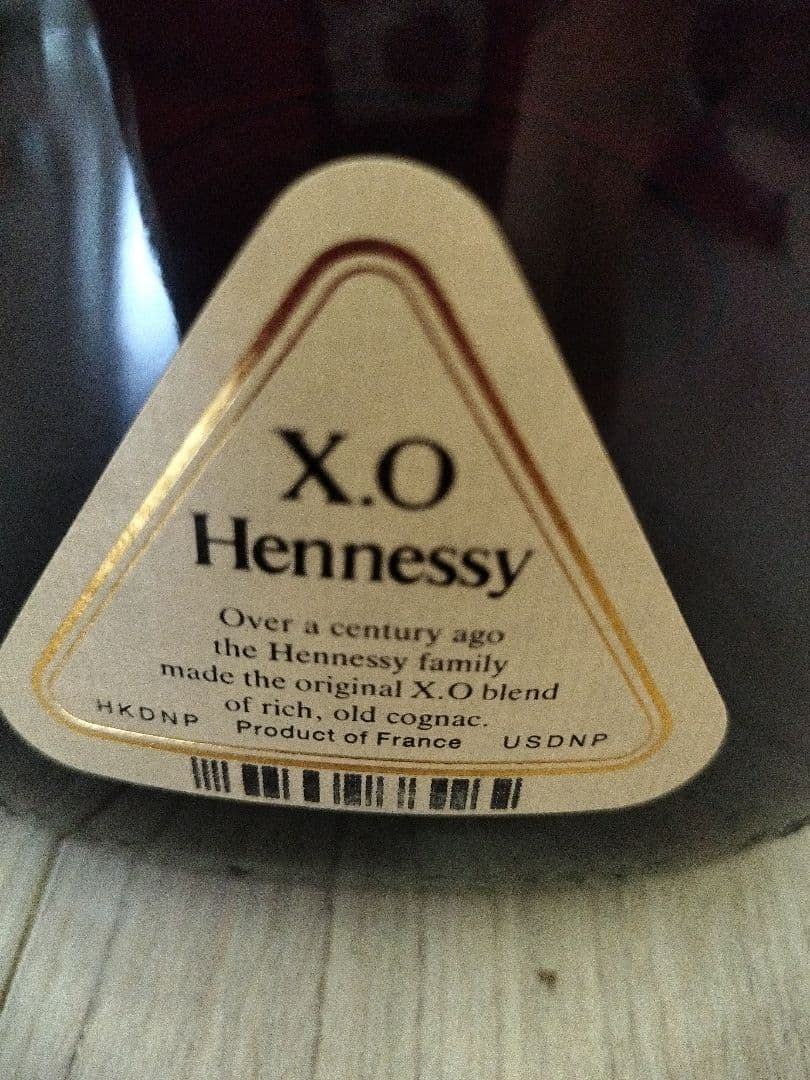 X.O
Hennessy
Over a century ago
the Hennessy family
made the original X.O blend
of rich, old cognac.
HKDNP Product of France USDNP